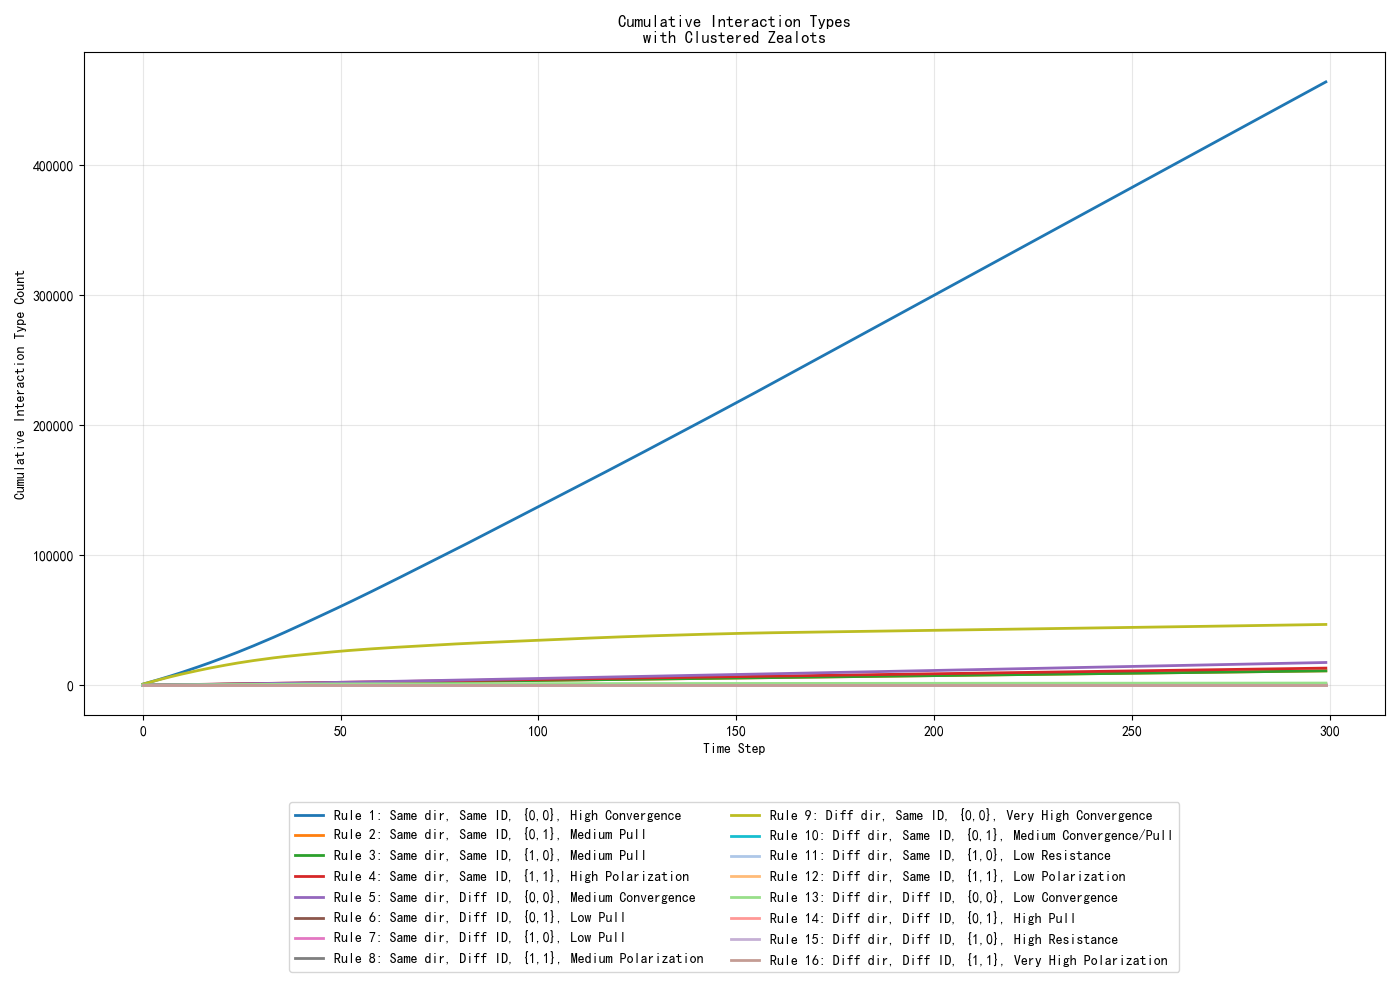 Cumulative Interaction Types
with Clustered Zealots
Cumulative Interaction Type Count
400000
300000
200000
100000
0
0
50
100
150
200
250
300
Time Step
Rule 1: Same dir, Same ID, {0,0}, High Convergence
Rule 2: Same dir, Same ID, {0,1}, Medium Pull
Rule 3: Same dir, Same ID, {1,0}, Medium Pull
Rule 4: Same dir, Same ID, {1,1}, High Polarization
Rule 5: Same dir, Diff ID, {0,0}, Medium Convergence
Rule 6: Same dir, Diff ID, {0,1}, Low Pull
Rule 7: Same dir, Diff ID, {1,0}, Low Pull
Rule 8: Same dir, Diff ID, {1,1}, Medium Polarization
Rule 9: Diff dir, Same ID, {0,0}, Very High Convergence
Rule 10: Diff dir, Same ID, {0,1}, Medium Convergence/Pull
Rule 11: Diff dir, Same ID, {1,0}, Low Resistance
Rule 12: Diff dir, Same ID, {1,1}, Low Polarization
Rule 13: Diff dir, Diff ID, {0,0}, Low Convergence
Rule 14: Diff dir, Diff ID, {0,1}, High Pull
Rule 15: Diff dir, Diff ID, {1,0}, High Resistance
Rule 16: Diff dir, Diff ID, {1,1}, Very High Polarization